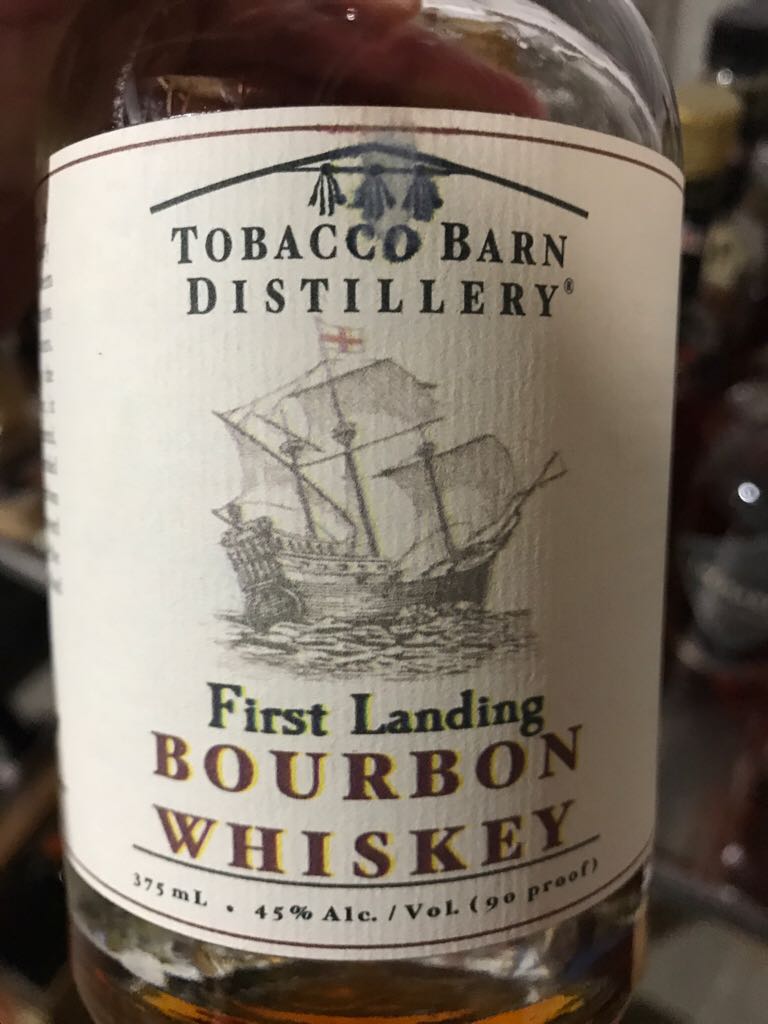 TOBACCO BARN
DISTILLERY®
First Landing
BOURBON
WHISKEY
375 mL • 45% Alc. / Vol. (90 proof)